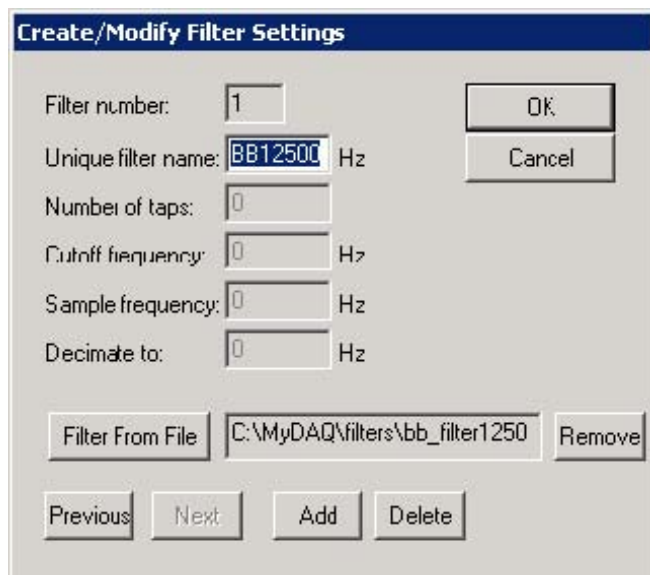 Create/Modify Filter Settings
Filter number: 1
OK
Unique filter name: BB12500 Hz
Cancel
Number of taps: 0
Cutoff frequency: 0 Hz
Sample frequency: 0 Hz
Decimate to: 0 Hz
Filter From File C:\MyDAQ\filters\bb_filter1250 Remove
Previous Next Add Delete